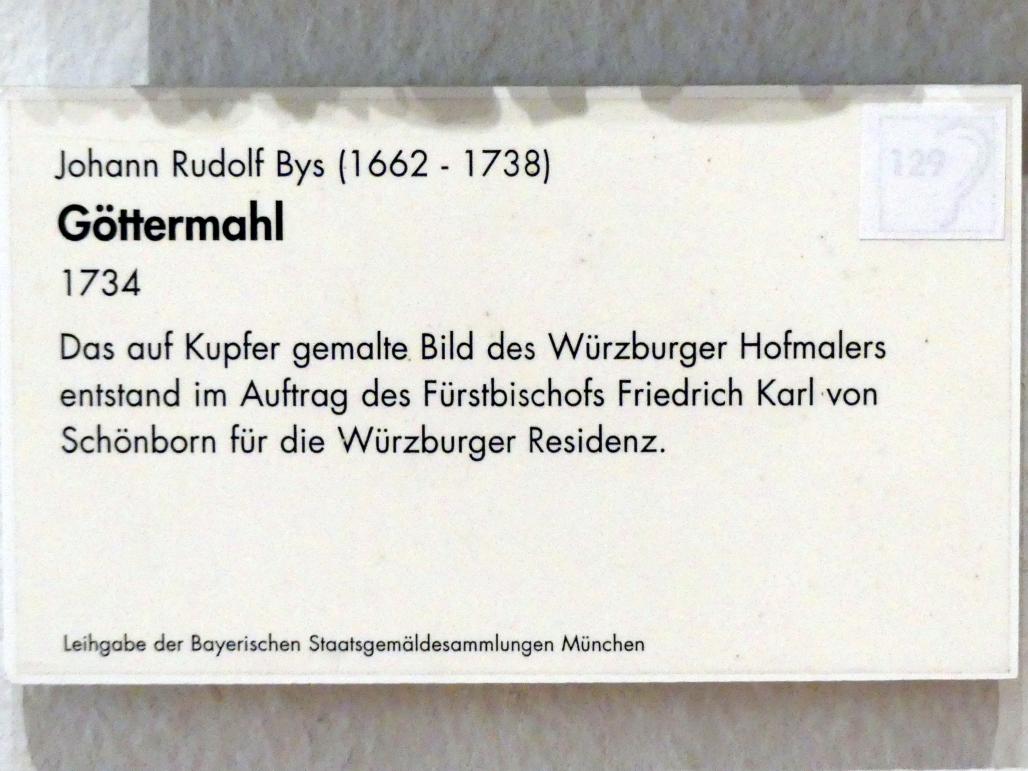 Johann Rudolf Bys (1662 - 1738)
129
Göttermahl
1734
Das auf Kupfer gemalte Bild des Würzburger Hofmalers
entstand im Auftrag des Fürstbischofs Friedrich Karl von
Schönborn für die Würzburger Residenz.
Leihgabe der Bayerischen Staatsgemäldesammlungen München